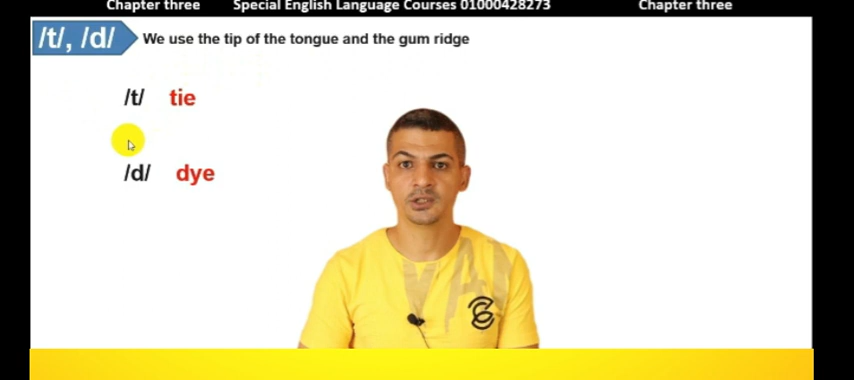 Chapter three Special English Language Courses 01000428273 Chapter three
/t/, /d/ We use the tip of the tongue and the gum ridge
/t/ tie
/d/ dye